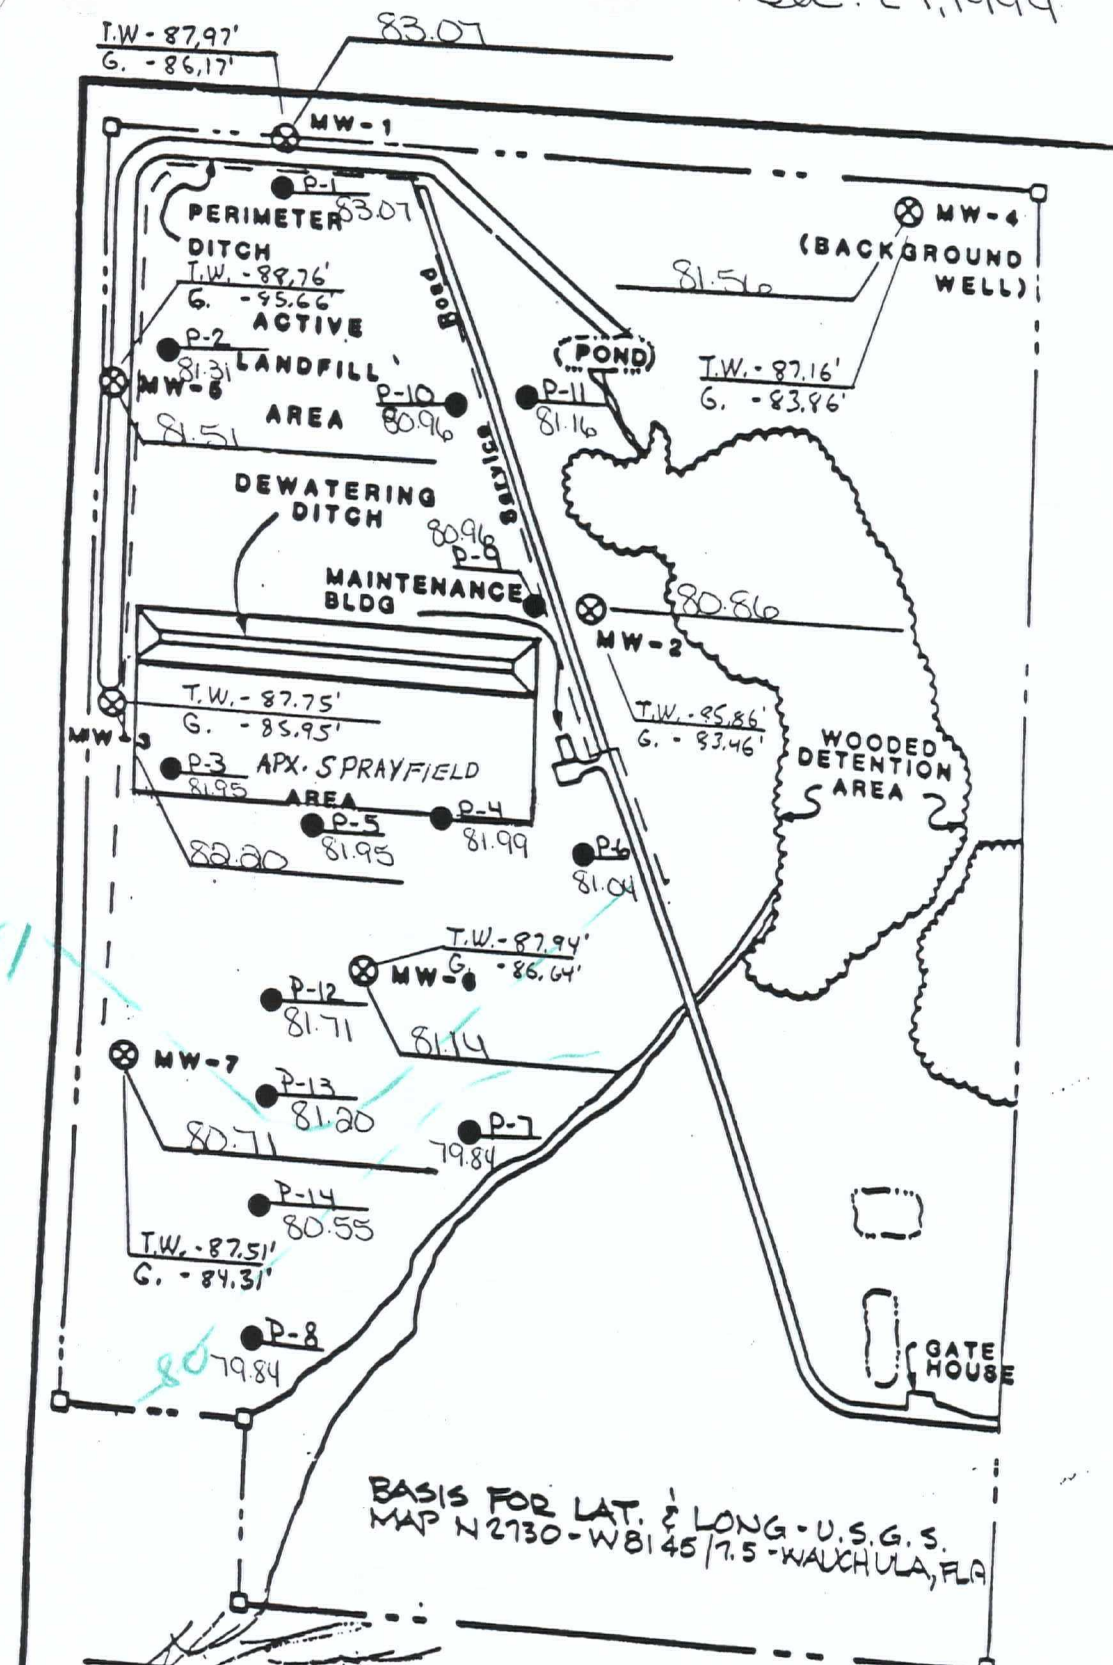 T.W - 87.97'
G. - 86.17'
83.07
MW-1
P-1
83.07
PERIMETER
DITCH
MW-4
(BACKGROUND
WELL)
81.56
T.W. - 87.16'
G. - 83.86'
T.W. - 88.76'
G. - 85.66'
ACTIVE
LANDFILL
AREA
P-2
81.31
MW-5
81.51
Service Road
(POND)
P-10
80.96
P-11
81.16
DEWATERING
DITCH
80.96
P-9
MAINTENANCE
BLDG
80.86
MW-2
T.W. - 85.86'
G. - 83.46'
T.W. - 87.75'
G. - 85.95'
MW-3
P-3
81.95
APX. SPRAYFIELD
AREA
P-4
81.99
P-5
81.95
82.20
P-6
81.04
WOODED
DETENTION
AREA
T.W. - 87.94'
G. - 86.64'
MW-6
81.14
P-12
81.71
MW-7
P-13
81.20
80.71
P-7
79.84
P-14
80.55
T.W. - 87.51'
G. - 84.31'
P-8
79.84
80
GATE
HOUSE
BASIS FOR LAT. & LONG - U.S.G.S.
MAP N2730-W8145/7.5 - WAUCHULA, FLA